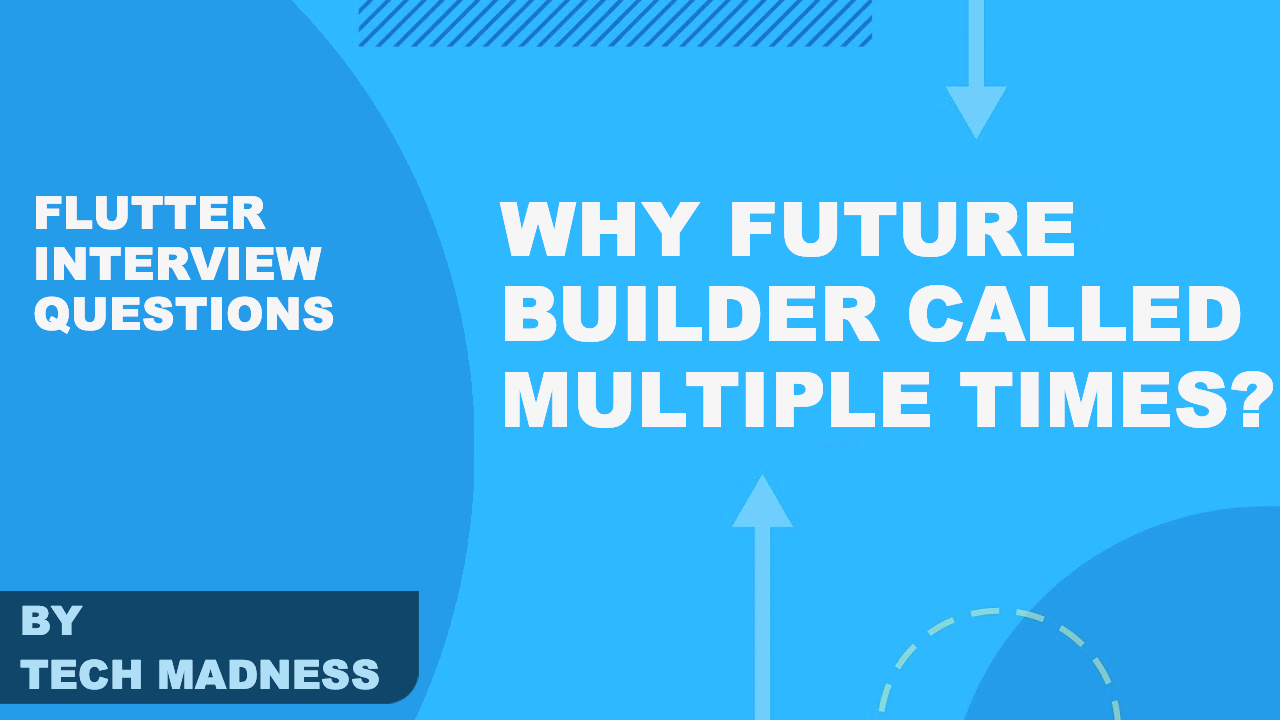 FLUTTER
INTERVIEW
QUESTIONS
WHY FUTURE
BUILDER CALLED
MULTIPLE TIMES?
BY
TECH MADNESS